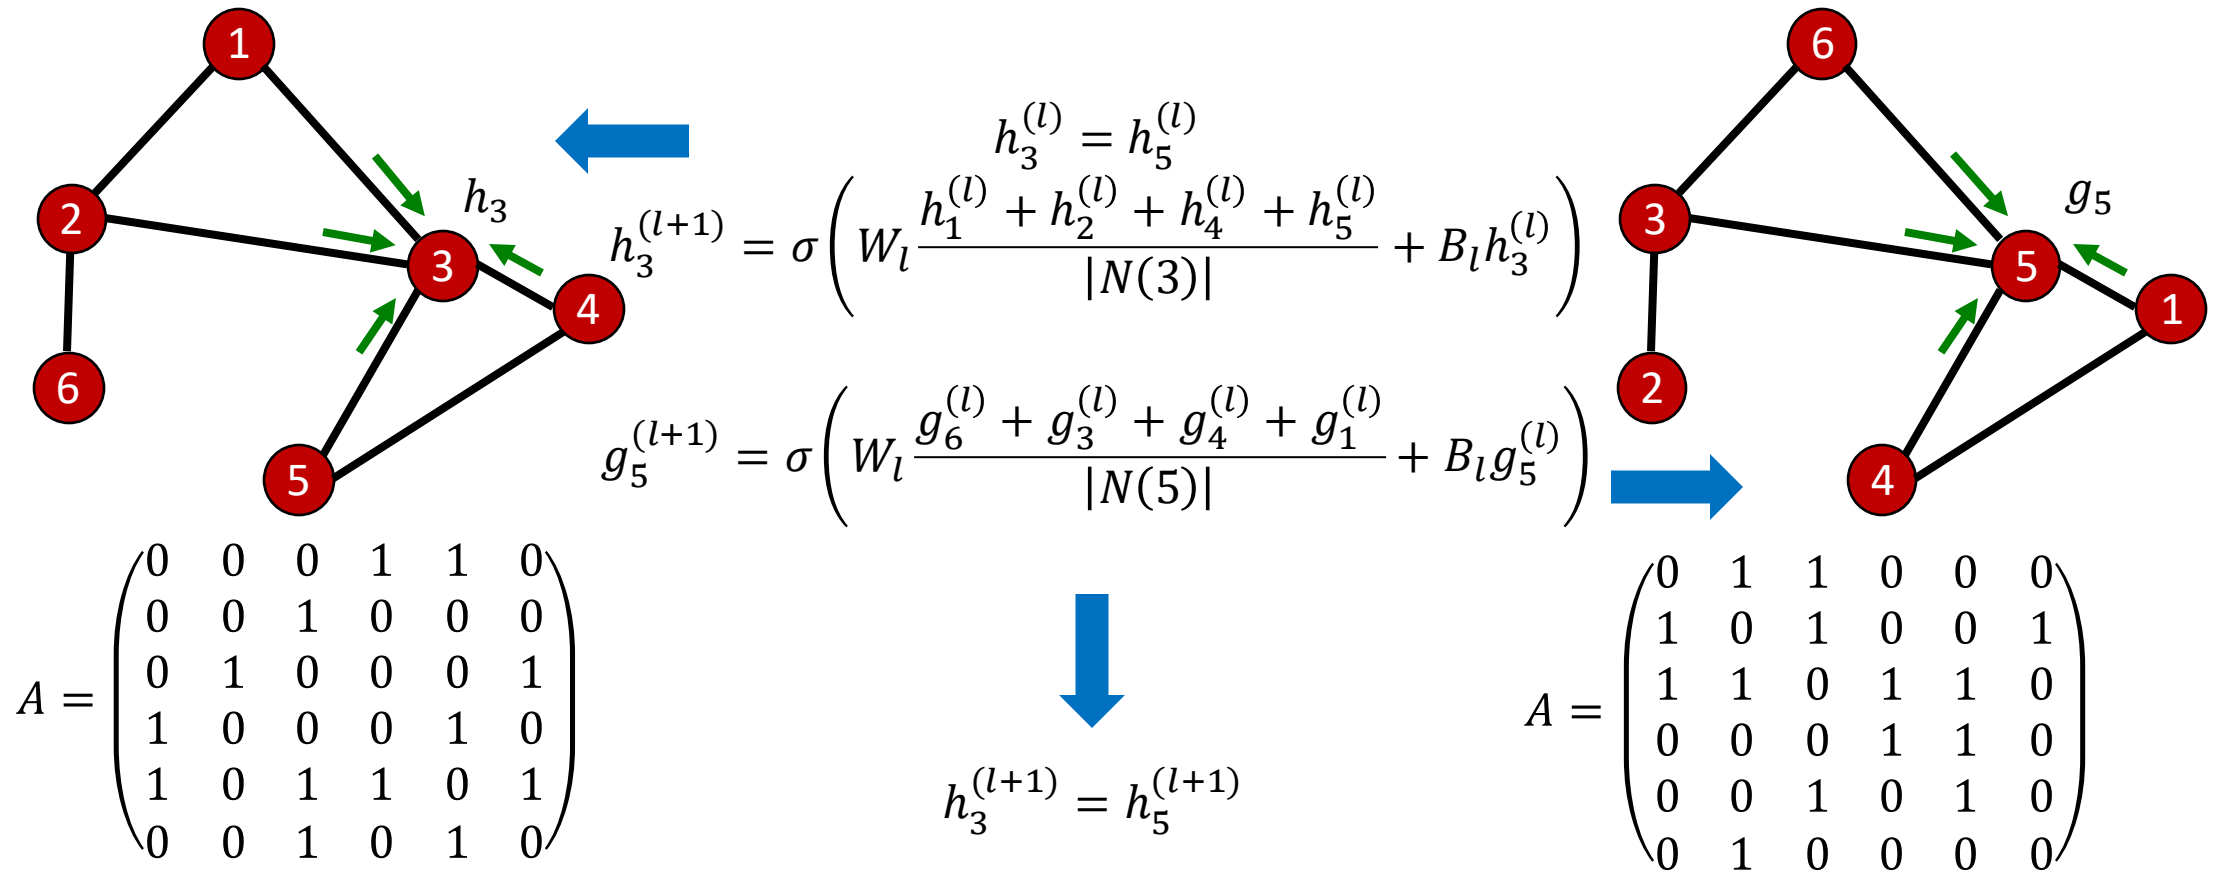 1
2
3
4
5
6
h_3
h_3^{(l)} = h_5^{(l)}
h_3^{(l+1)} = σ( W_l \frac{h_1^{(l)} + h_2^{(l)} + h_4^{(l)} + h_5^{(l)}}{|N(3)|} + B_l h_3^{(l)} )
g_5^{(l+1)} = σ( W_l \frac{g_6^{(l)} + g_3^{(l)} + g_4^{(l)} + g_1^{(l)}}{|N(5)|} + B_l g_5^{(l)} )
h_3^{(l+1)} = h_5^{(l+1)}
6
3
g_5
5
1
2
4
A =
0 0 0 1 1 0
0 0 1 0 0 0
0 1 0 0 0 1
1 0 0 0 1 0
1 0 1 1 0 1
0 0 1 0 1 0
A =
0 1 1 0 0 0
1 0 1 0 0 1
1 1 0 1 1 0
0 0 0 1 1 0
0 0 1 0 1 0
0 1 0 0 0 0